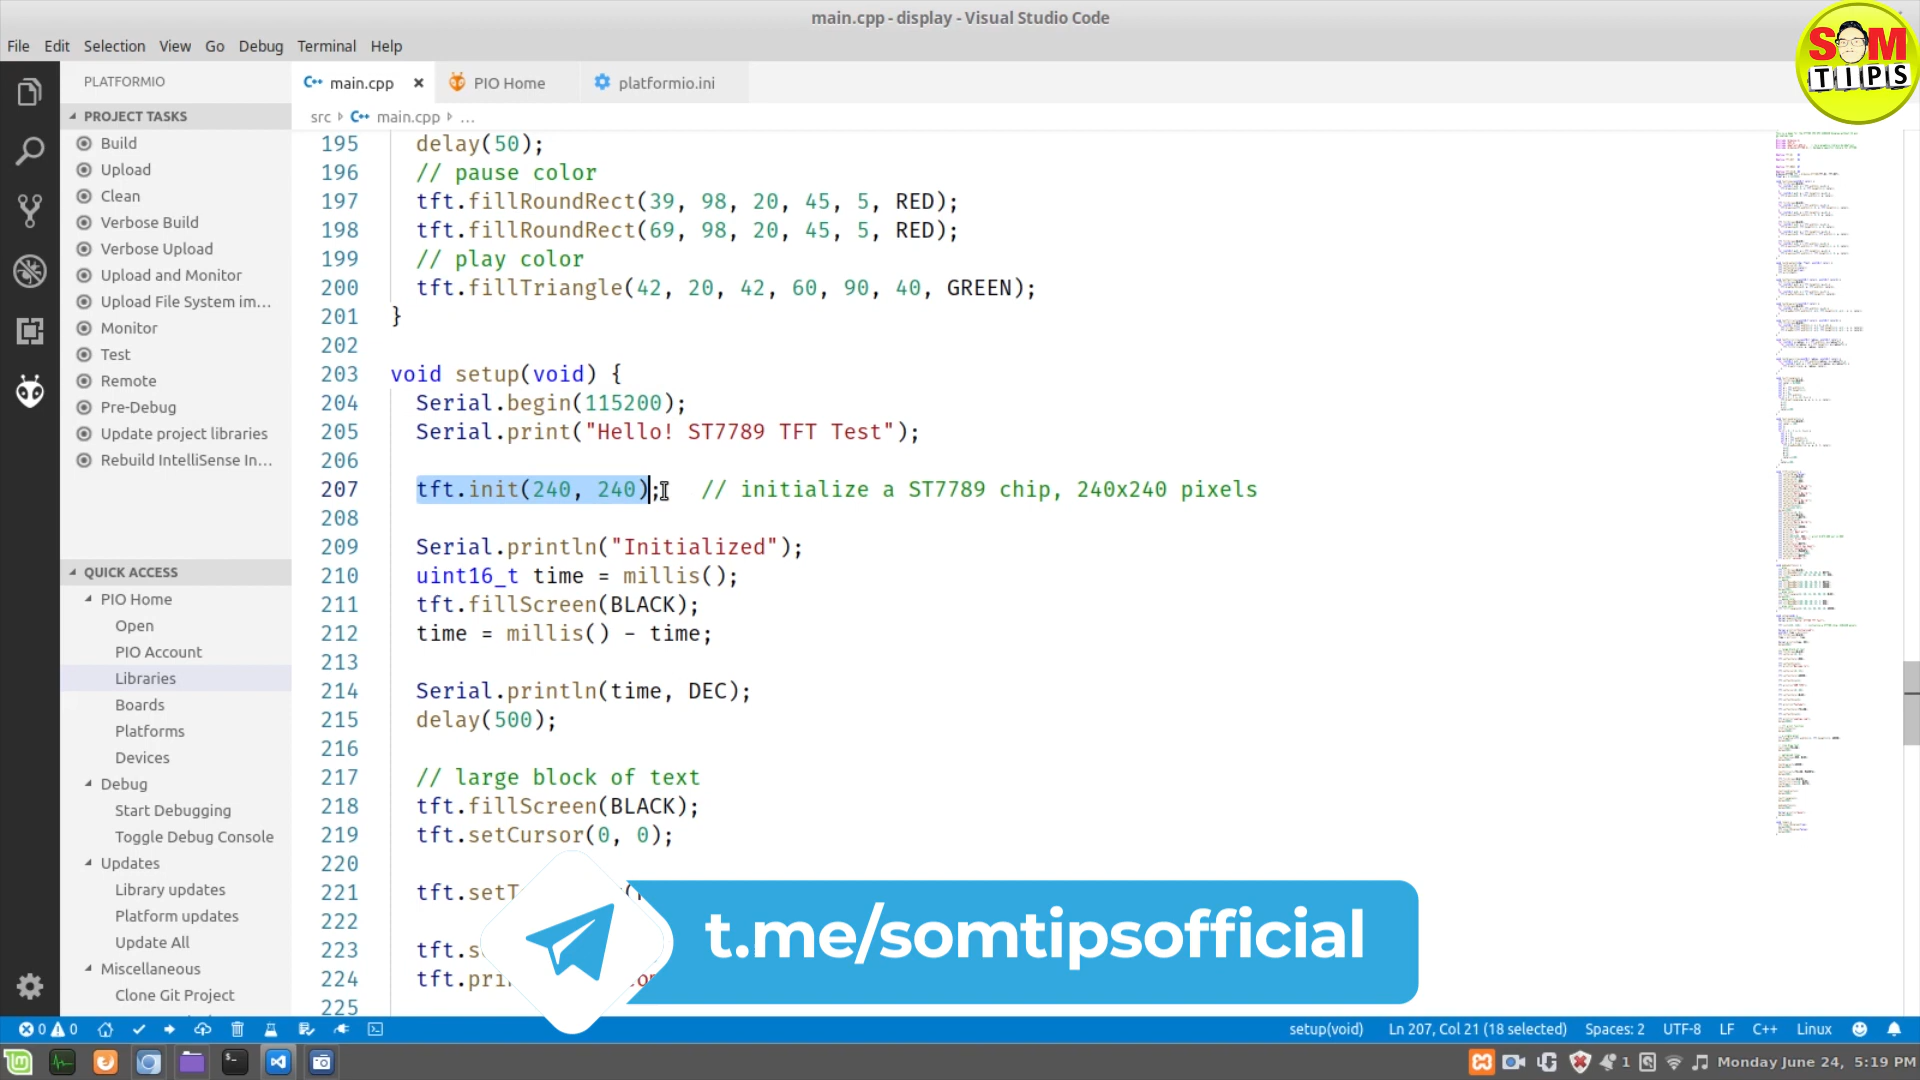 main.cpp - display - Visual Studio Code
File Edit Selection View Go Debug Terminal Help
SOM
TIPS
PLATFORMIO
main.cpp
PIO Home
platformio.ini
src main.cpp ...
PROJECT TASKS
Build
Upload
Clean
Verbose Build
Verbose Upload
Upload and Monitor
Upload File System im...
Monitor
Test
Remote
Pre-Debug
Update project libraries
Rebuild IntelliSense In...
QUICK ACCESS
PIO Home
Open
PIO Account
Libraries
Boards
Platforms
Devices
Debug
Start Debugging
Toggle Debug Console
Updates
Library updates
Platform updates
Update All
Miscellaneous
Clone Git Project
195 delay(50);
196 // pause color
197 tft.fillRoundRect(39, 98, 20, 45, 5, RED);
198 tft.fillRoundRect(69, 98, 20, 45, 5, RED);
199 // play color
200 tft.fillTriangle(42, 20, 42, 60, 90, 40, GREEN);
201 }
202
203 void setup(void) {
204 Serial.begin(115200);
205 Serial.print("Hello! ST7789 TFT Test");
206
207 tft.init(240, 240); // initialize a ST7789 chip, 240x240 pixels
208
209 Serial.println("Initialized");
210 uint16_t time = millis();
211 tft.fillScreen(BLACK);
212 time = millis() - time;
213
214 Serial.println(time, DEC);
215 delay(500);
216
217 // large block of text
218 tft.fillScreen(BLACK);
219 tft.setCursor(0, 0);
220
221 tft.setT
222
223 tft.s
224 tft.pri
225
t.me/somtipsofficial
0 0
setup(void) Ln 207, Col 21 (18 selected) Spaces: 2 UTF-8 LF C++ Linux
1 Monday June 24, 5:19 PM